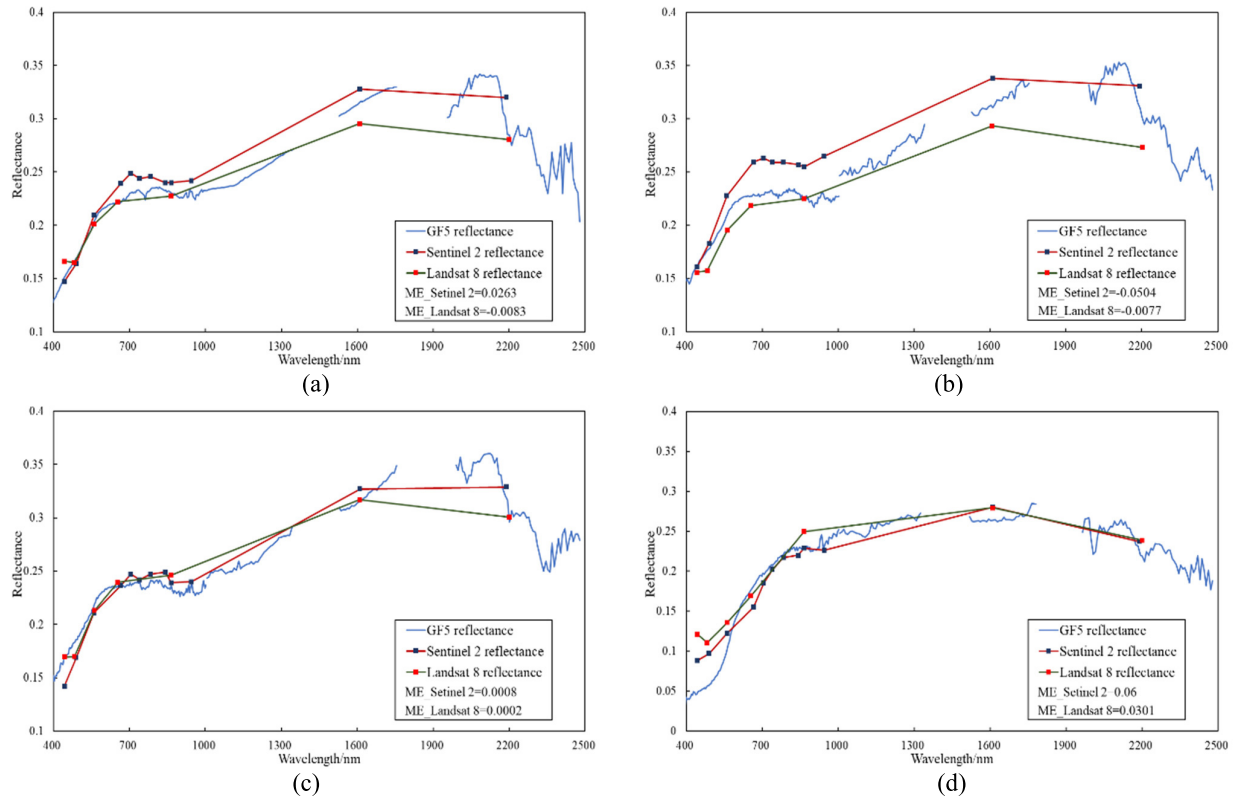 0.4
0.35
0.3
0.25
0.2
0.15
0.1
Reflectance
GF5 reflectance
Sentinel 2 reflectance
Landsat 8 reflectance
ME_Setinel 2=0.0263
ME_Landsat 8=-0.0083
400 700 1000 1300 1600 1900 2200 2500
Wavelength/nm
(a)
0.4
0.35
0.3
0.25
0.2
0.15
0.1
Reflectance
GF5 reflectance
Sentinel 2 reflectance
Landsat 8 reflectance
ME_Setinel 2=-0.0504
ME_Landsat 8=-0.0077
400 700 1000 1300 1600 1900 2200 2500
Wavelength/nm
(b)
0.4
0.35
0.3
0.25
0.2
0.15
0.1
Reflectance
GF5 reflectance
Sentinel 2 reflectance
Landsat 8 reflectance
ME_Setinel 2=0.0008
ME_Landsat 8=0.0002
400 700 1000 1300 1600 1900 2200 2500
Wavelength/nm
(c)
0.4
0.35
0.3
0.25
0.2
0.15
0.1
0.05
0
Reflectance
GF5 reflectance
Sentinel 2 reflectance
Landsat 8 reflectance
ME_Setinel 2=0.06
ME_Landsat 8=0.0301
400 700 1000 1300 1600 1900 2200 2500
Wavelength/nm
(d)